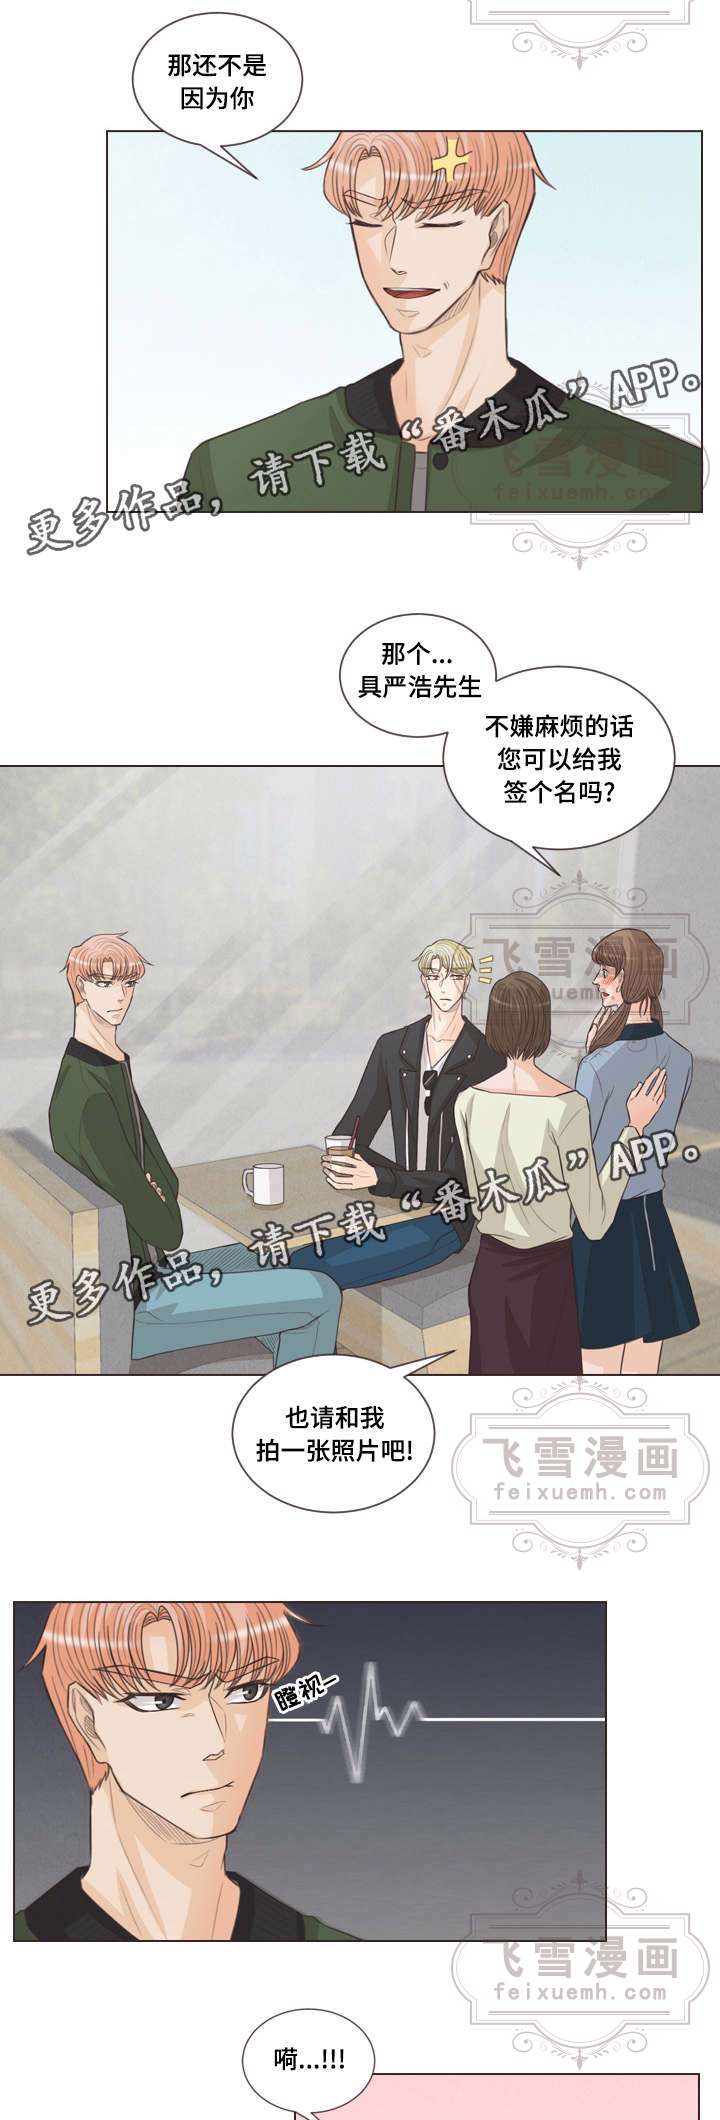 那还不是
因为你
更多作品，请下载“番木瓜”APP。
飞雪漫画
feixuemh.com
那个...
具严浩先生
不嫌麻烦的话
您可以给我
签个名吗?
飞雪漫画
feixuemh.com
更多作品，请下载“番木瓜”APP。
也请和我
拍一张照片吧!
飞雪漫画
feixuemh.com
瞪视-
飞雪漫画
feixuemh.com
嗬...!!!